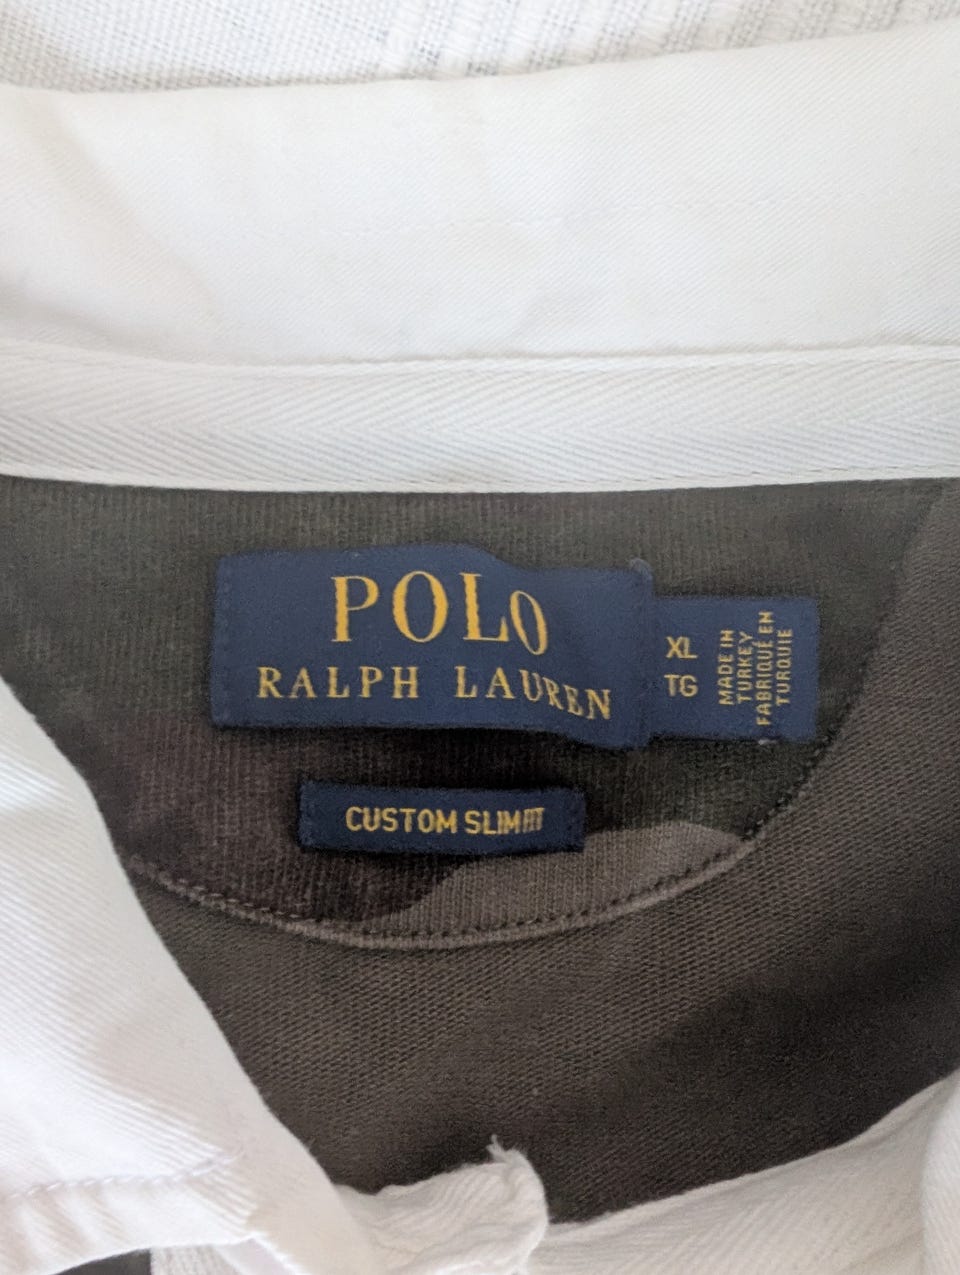 POLO
RALPH LAUREN
XL
TG
MADE IN
TURKEY
FABRIQUÉ EN
TURQUIE
CUSTOM SLIM FIT